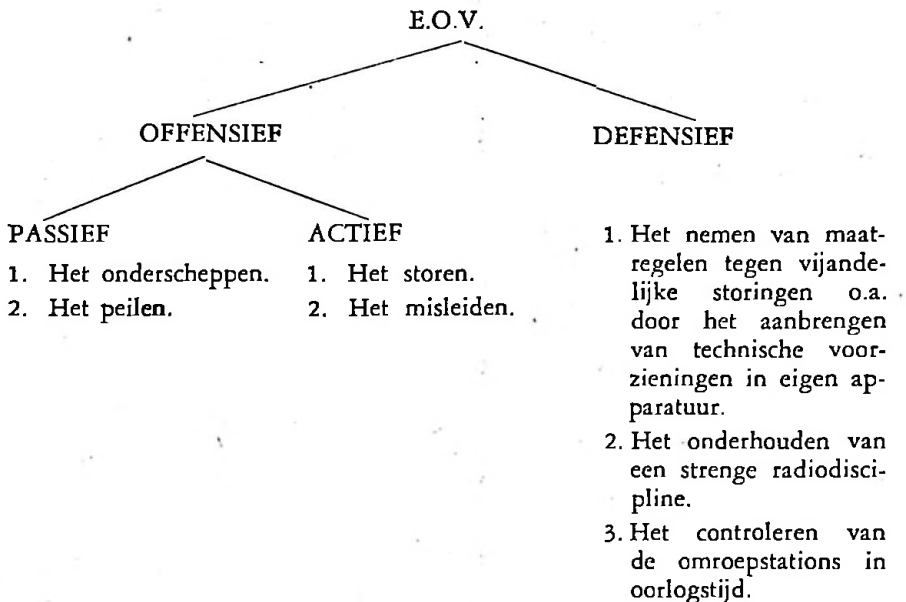 E.O.V.
OFFENSIEF
DEFENSIEF
PASSIEF
1. Het onderscheppen.
2. Het peilen.
ACTIEF
1. Het storen.
2. Het misleiden.
1. Het nemen van maat-
regelen tegen vijande-
lijke storingen o.a.
door het aanbrengen
van technische voor-
zieningen in eigen ap-
paratuur.
2. Het onderhouden van
een strenge radiodisci-
pline.
3. Het controleren van
de omroepstations in
oorlogstijd.